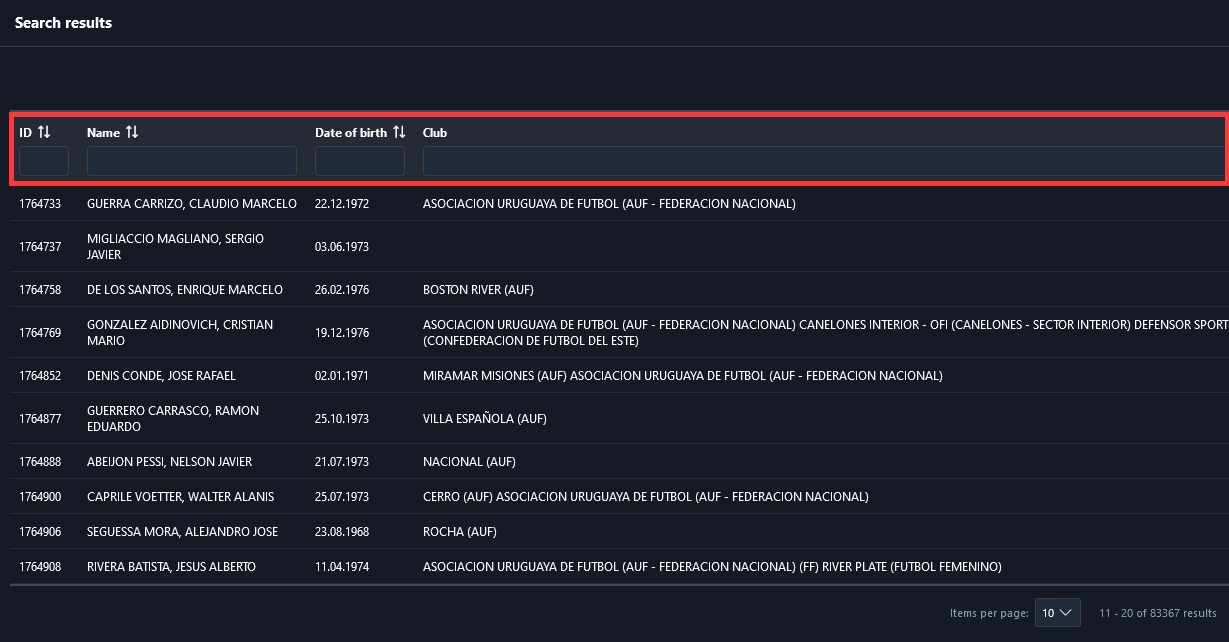 Search results
ID Name Date of birth Club
1764733 GUERRA CARRIZO, CLAUDIO MARCELO 22.12.1972 ASOCIACION URUGUAYA DE FUTBOL (AUF - FEDERACION NACIONAL)
1764737 MIGLIACCIO MAGLIANO, SERGIO
JAVIER 03.06.1973
1764758 DE LOS SANTOS, ENRIQUE MARCELO 26.02.1976 BOSTON RIVER (AUF)
1764769 GONZALEZ AIDINOVICH, CRISTIAN
MARIO 19.12.1976 ASOCIACION URUGUAYA DE FUTBOL (AUF - FEDERACION NACIONAL) CANELONES INTERIOR - OFI (CANELONES - SECTOR INTERIOR) DEFENSOR SPORT
(CONFEDERACION DE FUTBOL DEL ESTE)
1764852 DENIS CONDE, JOSE RAFAEL 02.01.1971 MIRAMAR MISIONES (AUF) ASOCIACION URUGUAYA DE FUTBOL (AUF - FEDERACION NACIONAL)
1764877 GUERRERO CARRASCO, RAMON
EDUARDO 25.10.1973 VILLA ESPAÑOLA (AUF)
1764888 ABEIJON PESSI, NELSON JAVIER 21.07.1973 NACIONAL (AUF)
1764900 CAPRILE VOETTER, WALTER ALANIS 25.07.1973 CERRO (AUF) ASOCIACION URUGUAYA DE FUTBOL (AUF - FEDERACION NACIONAL)
1764906 SEGUESSA MORA, ALEJANDRO JOSE 23.08.1968 ROCHA (AUF)
1764908 RIVERA BATISTA, JESUS ALBERTO 11.04.1974 ASOCIACION URUGUAYA DE FUTBOL (AUF - FEDERACION NACIONAL) (FF) RIVER PLATE (FUTBOL FEMENINO)
Items per page: 10 11 - 20 of 83367 results